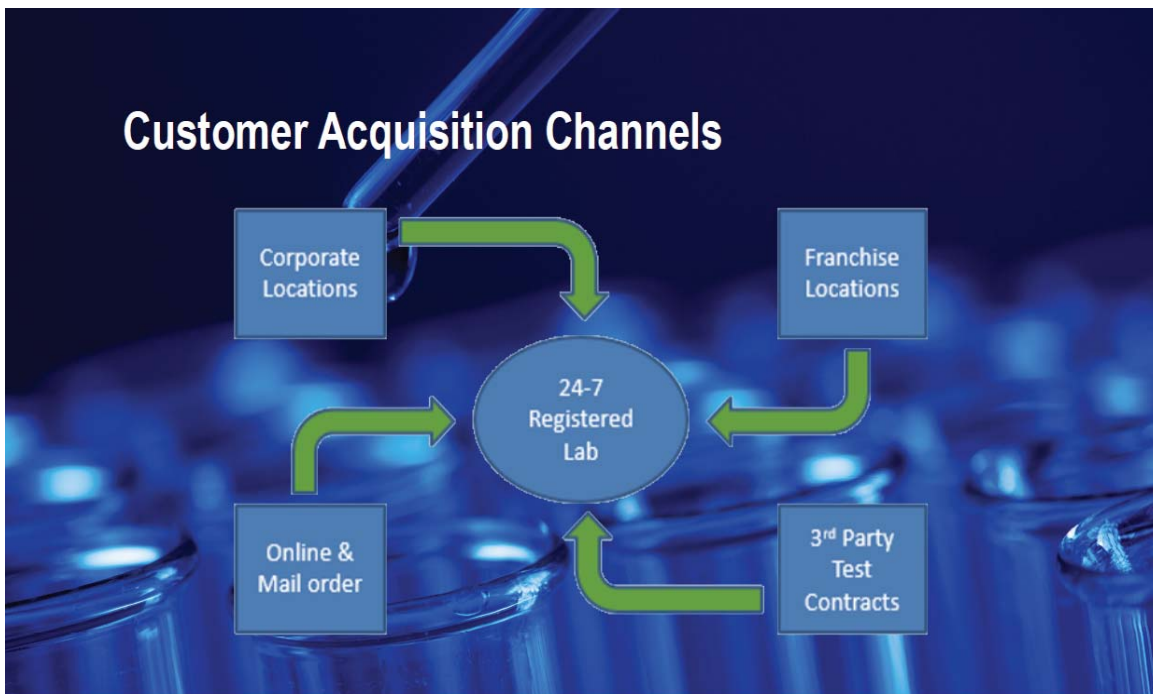 Customer Acquisition Channels
Corporate
Locations
Franchise
Locations
24-7
Registered
Lab
Online &
Mail order
3rd Party
Test
Contracts